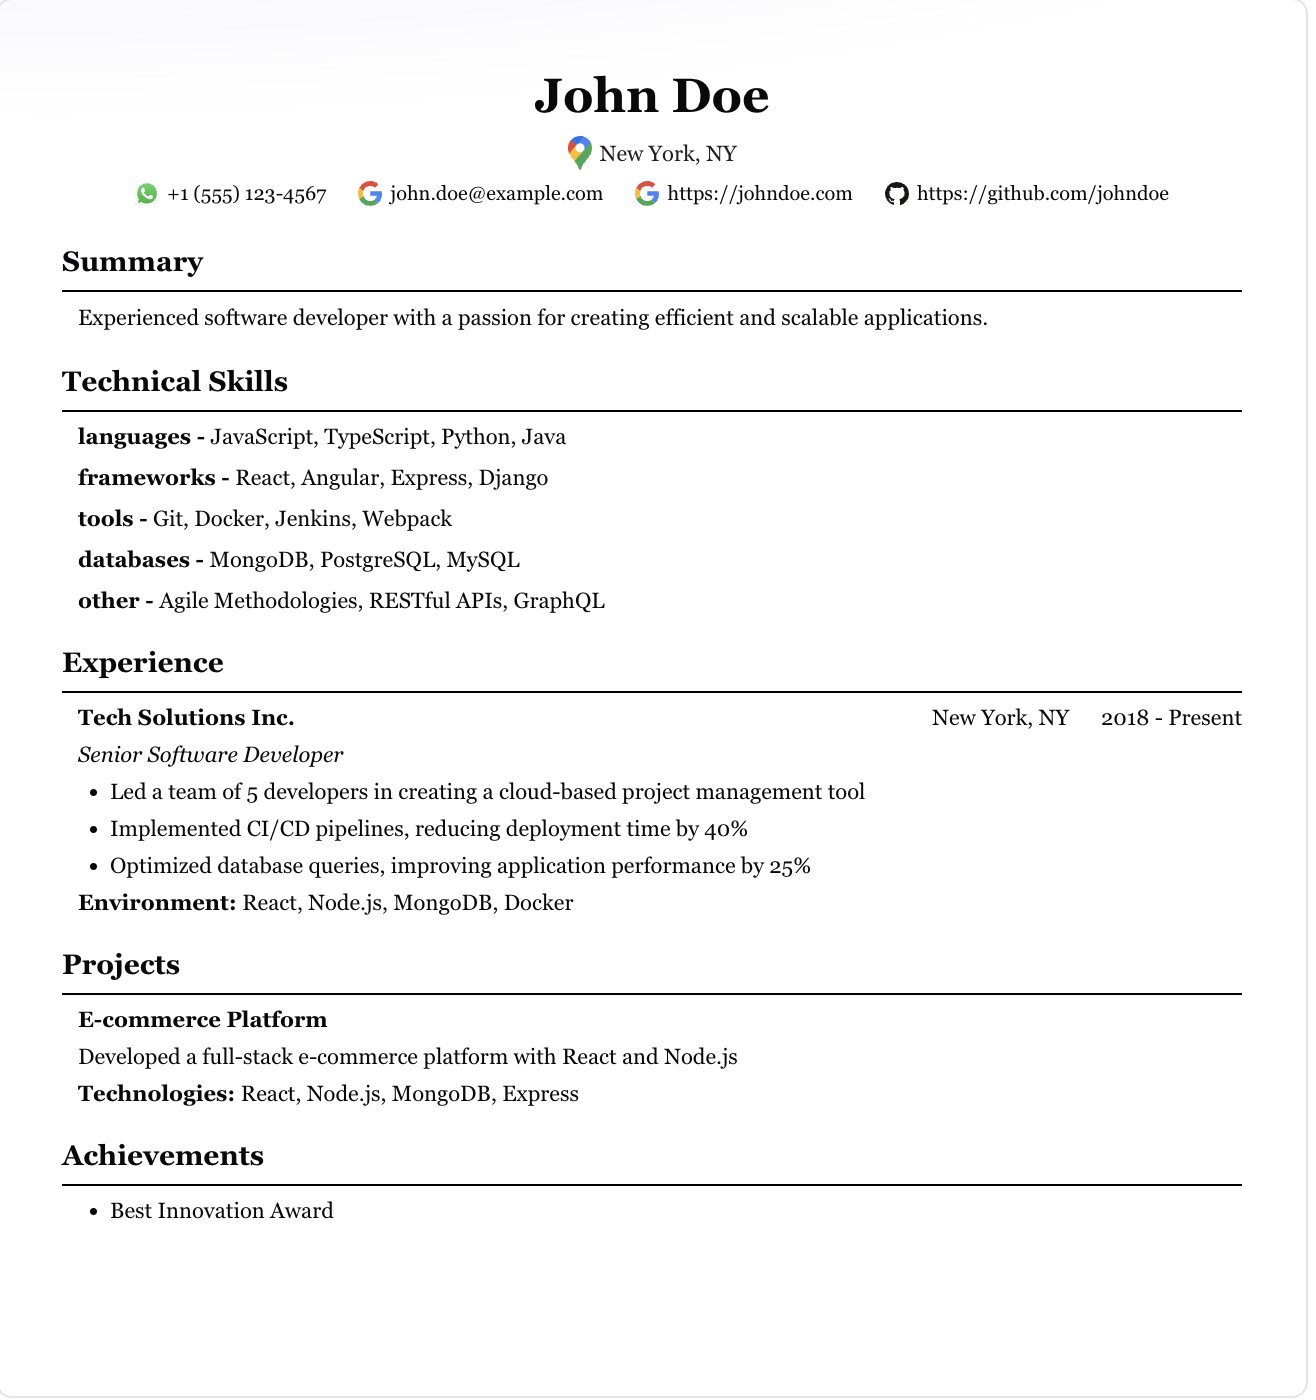 John Doe
New York, NY
+1 (555) 123-4567 john.doe@example.com https://johndoe.com https://github.com/johndoe
Summary
Experienced software developer with a passion for creating efficient and scalable applications.
Technical Skills
languages - JavaScript, TypeScript, Python, Java
frameworks - React, Angular, Express, Django
tools - Git, Docker, Jenkins, Webpack
databases - MongoDB, PostgreSQL, MySQL
other - Agile Methodologies, RESTful APIs, GraphQL
Experience
Tech Solutions Inc. New York, NY 2018 - Present
Senior Software Developer
• Led a team of 5 developers in creating a cloud-based project management tool
• Implemented CI/CD pipelines, reducing deployment time by 40%
• Optimized database queries, improving application performance by 25%
Environment: React, Node.js, MongoDB, Docker
Projects
E-commerce Platform
Developed a full-stack e-commerce platform with React and Node.js
Technologies: React, Node.js, MongoDB, Express
Achievements
• Best Innovation Award